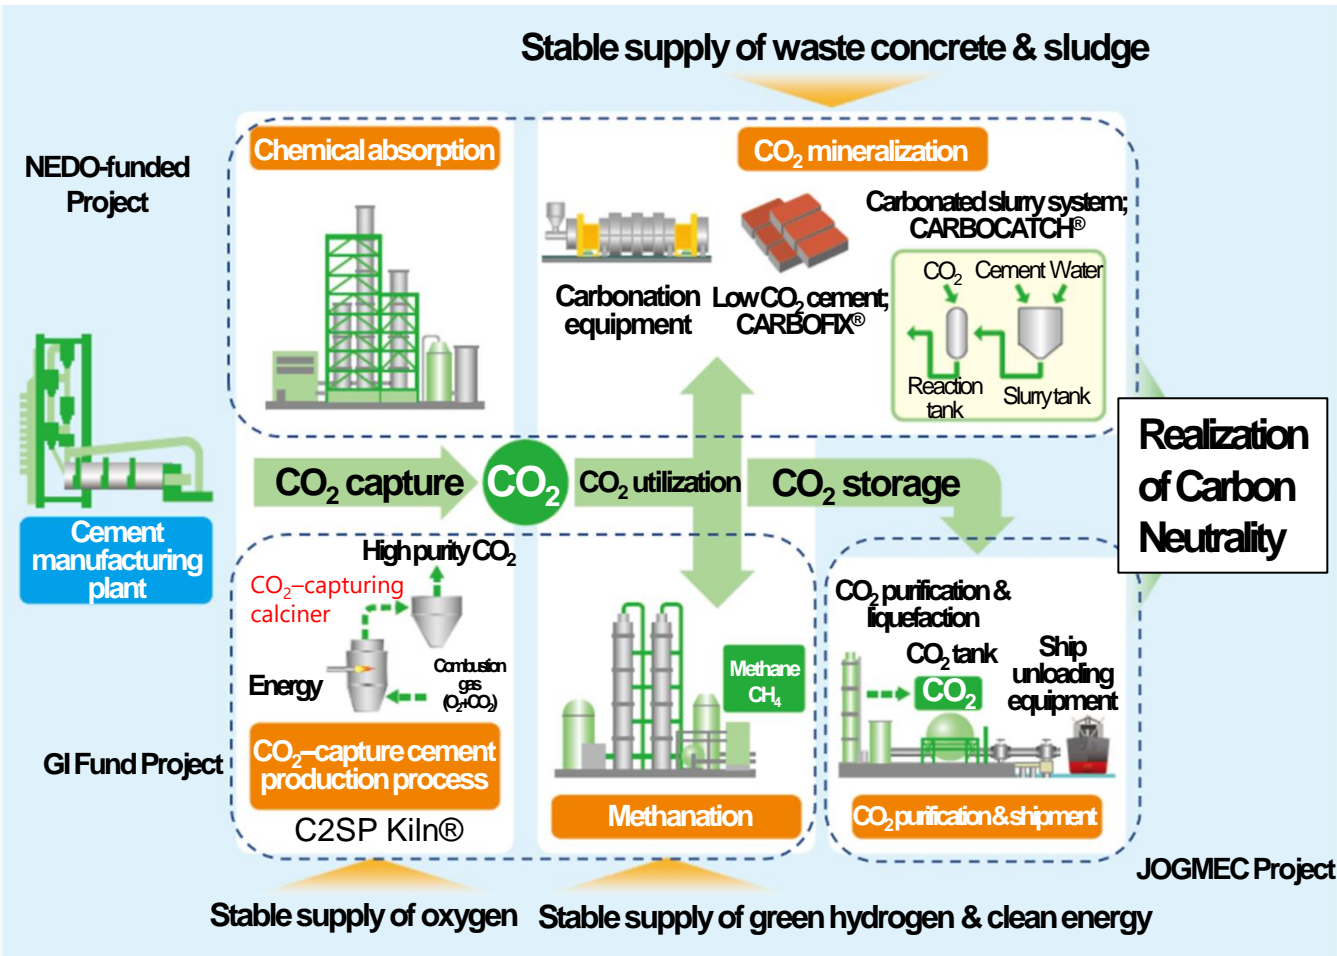 Stable supply of waste concrete & sludge
NEDO-funded
Project
Chemical absorption
CO₂ mineralization
Carbonation
equipment
Low CO₂ cement;
CARBOFIX®
Carbonated slurry system;
CARBOCATCH®
CO₂ Cement Water
Reaction
tank
Slurry tank
Cement
manufacturing
plant
CO₂ capture
CO₂
CO₂ utilization
CO₂ storage
Realization
of Carbon
Neutrality
High purity CO₂
CO₂–capturing
calciner
Energy
Combustion
gas
(O₂+CO₂)
CO₂–capture cement
production process
C2SP Kiln®
GI Fund Project
Methane
CH₄
Methanation
CO₂ purification &
liquefaction
CO₂ tank
CO₂
Ship
unloading
equipment
CO₂ purification & shipment
JOGMEC Project
Stable supply of oxygen
Stable supply of green hydrogen & clean energy